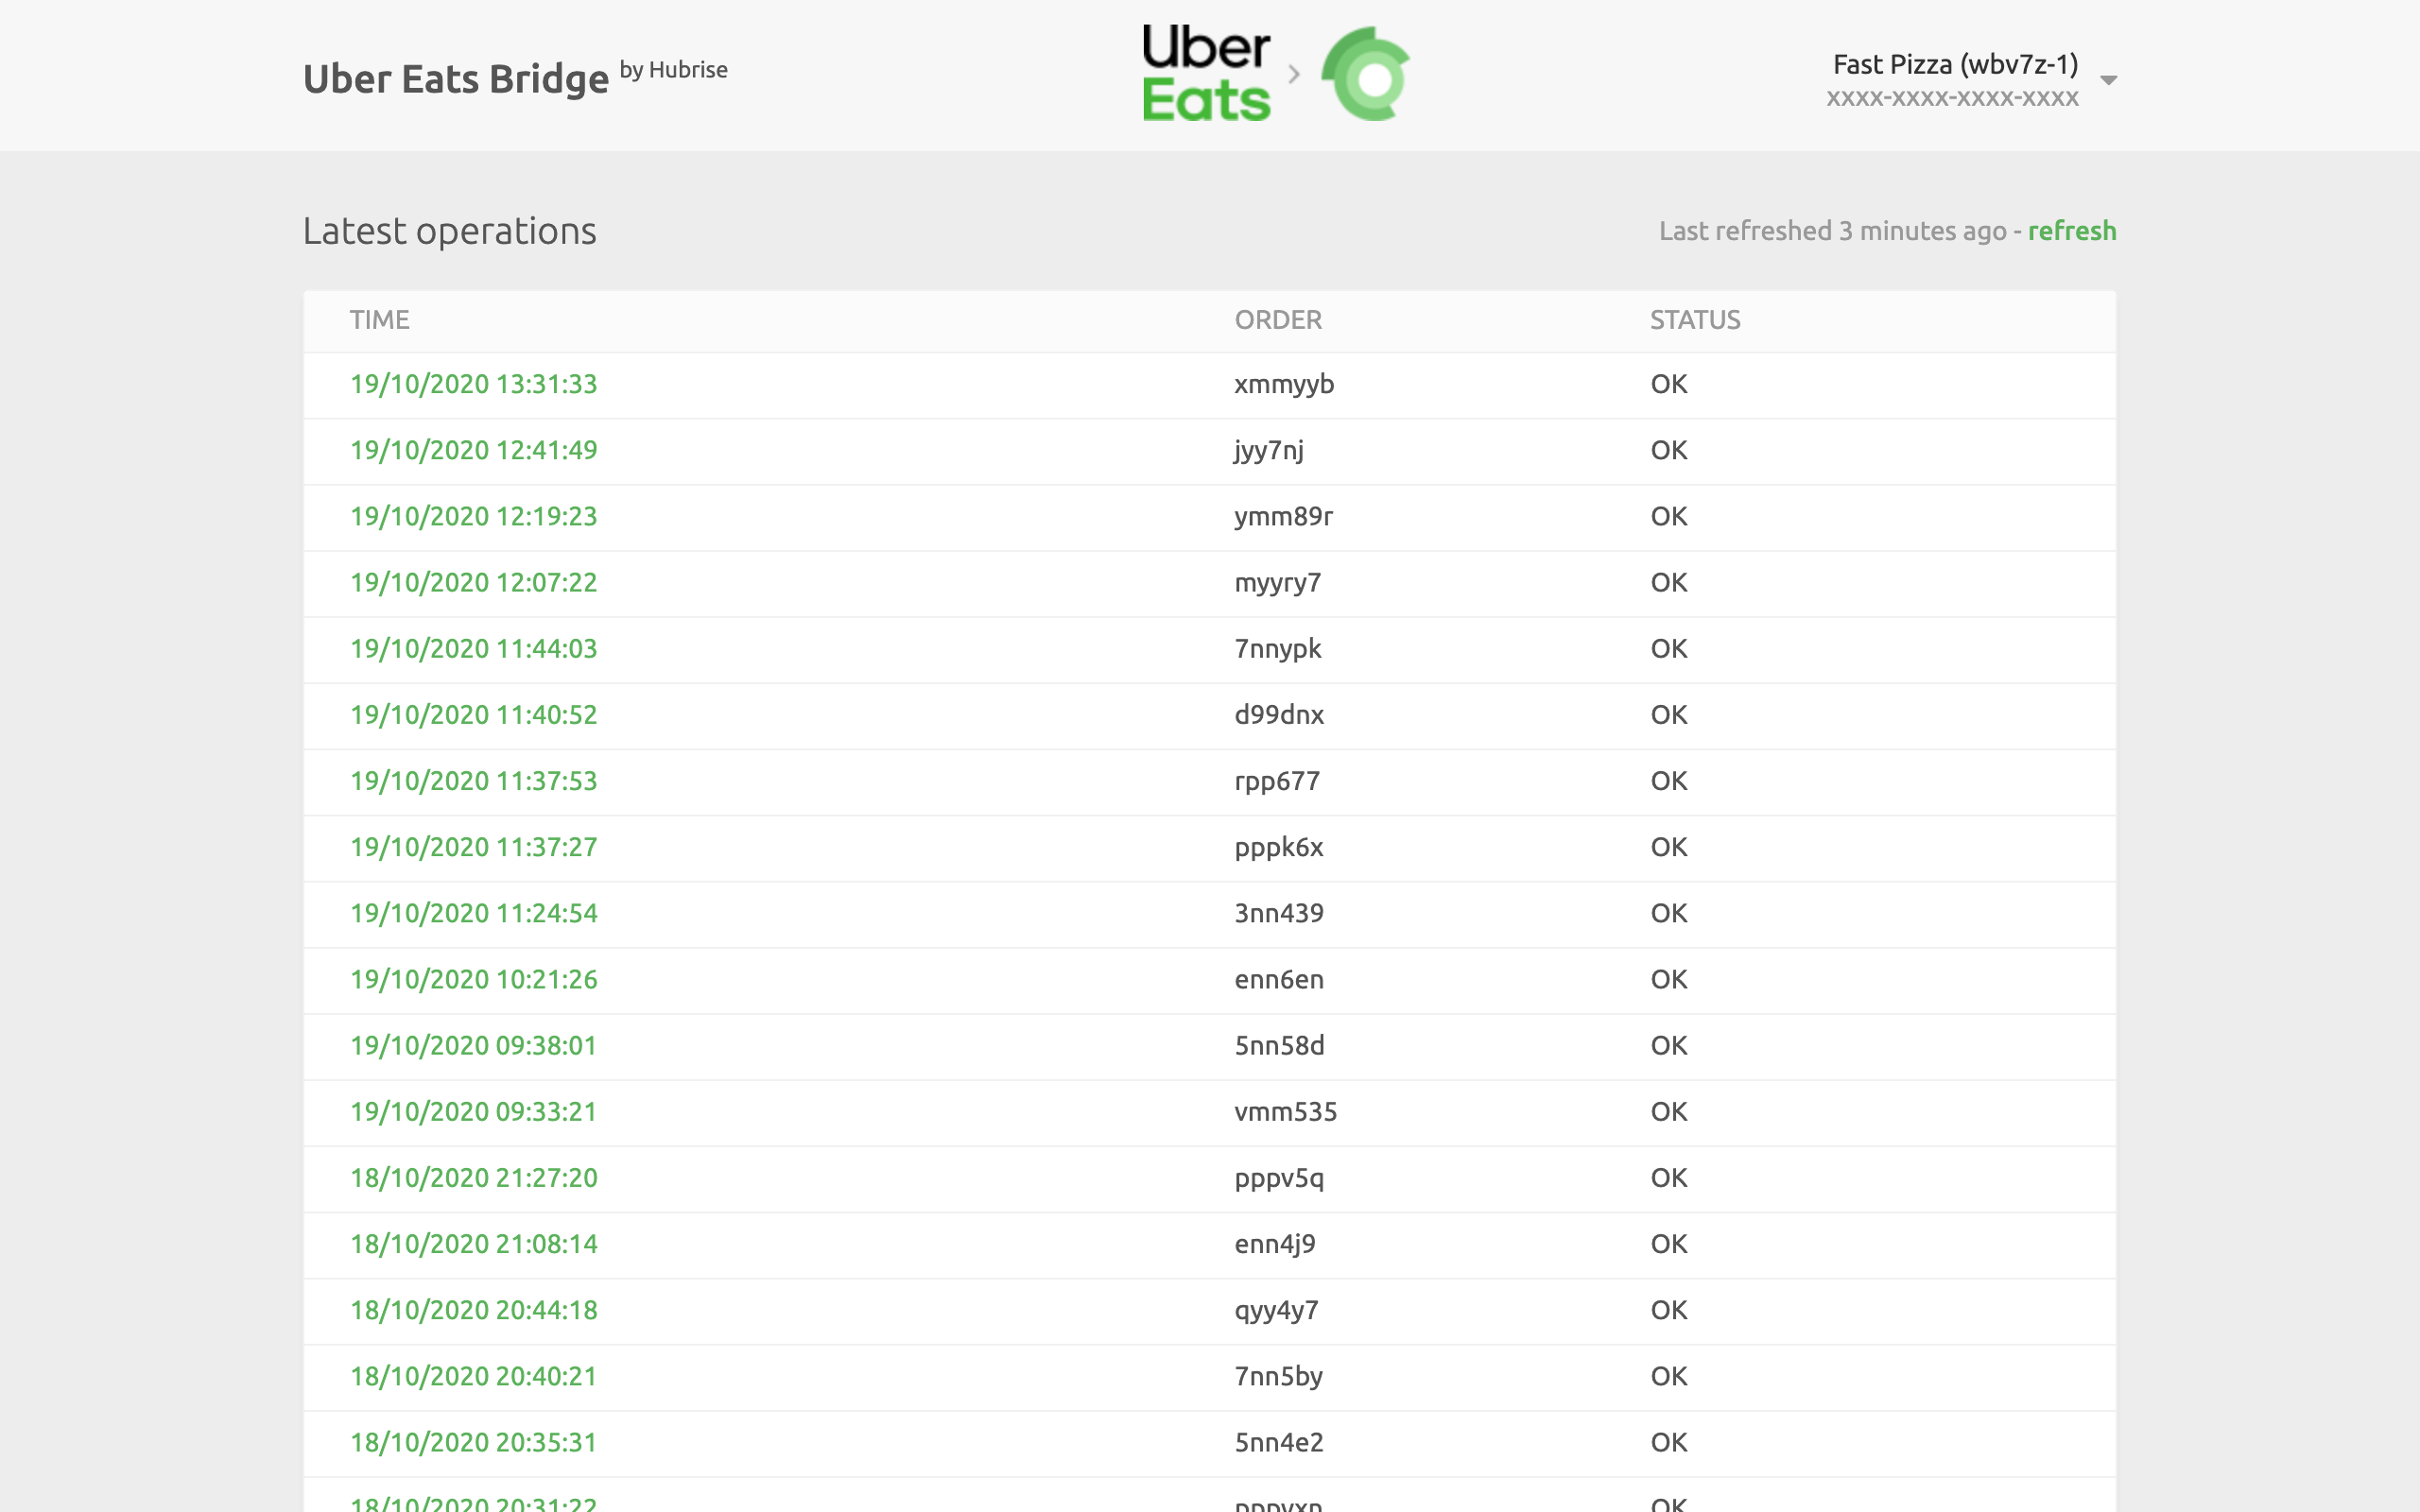 Uber Eats Bridge by Hubrise
Uber
Eats
Fast Pizza (wbv7z-1)
xxxx-xxxx-xxxx-xxxx
Latest operations
Last refreshed 3 minutes ago - refresh
TIME ORDER STATUS
19/10/2020 13:31:33 xmmyyb OK
19/10/2020 12:41:49 jyy7nj OK
19/10/2020 12:19:23 ymm89r OK
19/10/2020 12:07:22 myyry7 OK
19/10/2020 11:44:03 7nnypk OK
19/10/2020 11:40:52 d99dnx OK
19/10/2020 11:37:53 rpp677 OK
19/10/2020 11:37:27 pppk6x OK
19/10/2020 11:24:54 3nn439 OK
19/10/2020 10:21:26 enn6en OK
19/10/2020 09:38:01 5nn58d OK
19/10/2020 09:33:21 vmm535 OK
18/10/2020 21:27:20 pppv5q OK
18/10/2020 21:08:14 enn4j9 OK
18/10/2020 20:44:18 qyy4y7 OK
18/10/2020 20:40:21 7nn5by OK
18/10/2020 20:35:31 5nn4e2 OK
18/10/2020 20:31:22 OK